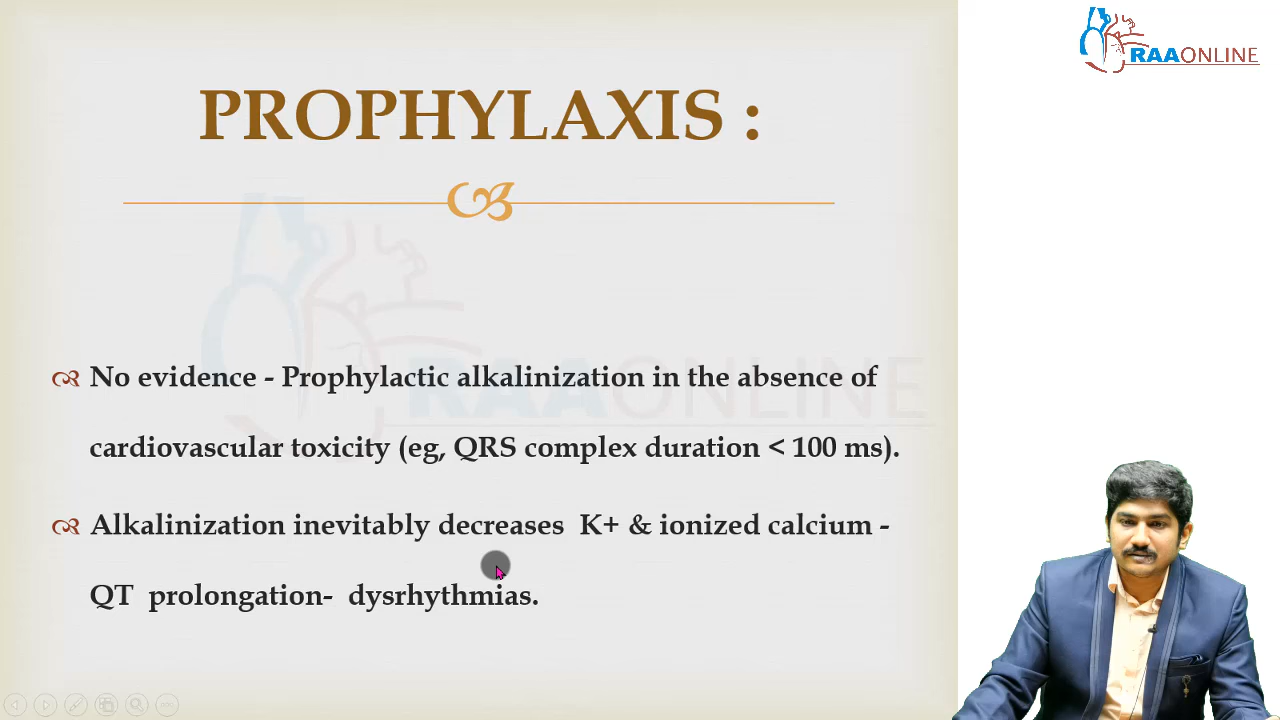 RAAONLINE
PROPHYLAXIS :
RAAONLINE
No evidence - Prophylactic alkalinization in the absence of
cardiovascular toxicity (eg, QRS complex duration < 100 ms).
Alkalinization inevitably decreases K+ & ionized calcium -
QT prolongation- dysrhythmias.